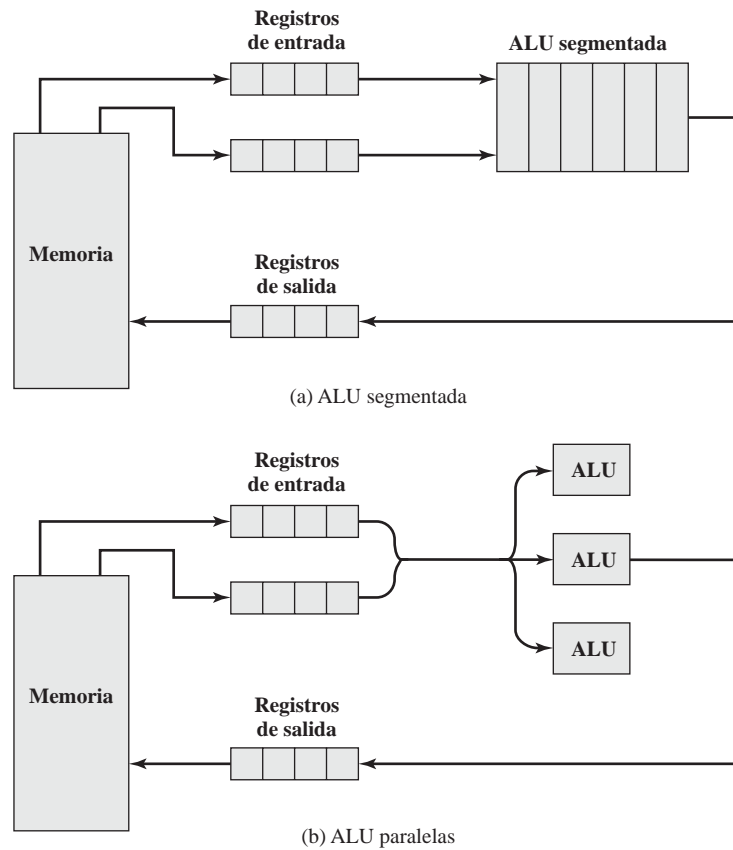 Registros
de entrada
ALU segmentada
Memoria
Registros
de salida
(a) ALU segmentada
Registros
de entrada
ALU
ALU
ALU
Memoria
Registros
de salida
(b) ALU paralelas